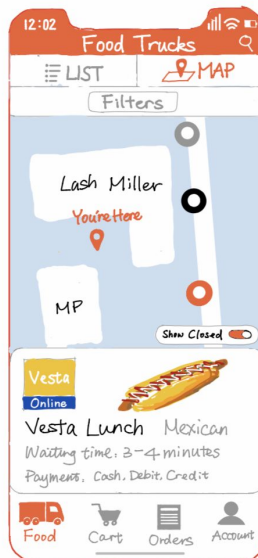 12:02
Food Trucks
LIST
MAP
Filters
Lash Miller
You're Here
MP
Show Closed
Vesta
Online
Vesta Lunch Mexican
Waiting time: 3-4 minutes
Payment: Cash, Debit, Credit
Food
Cart
Orders
Account